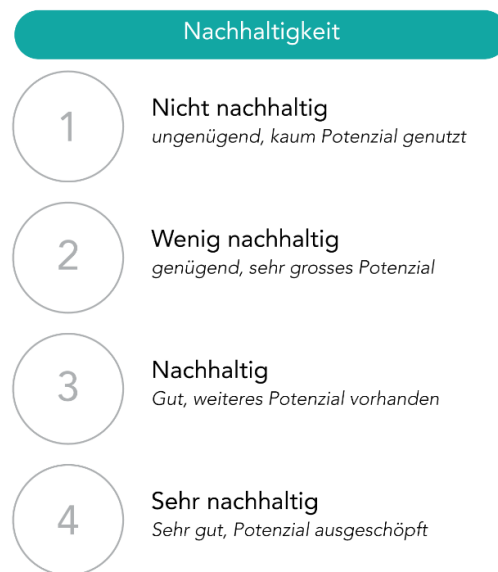 Nachhaltigkeit
1
Nicht nachhaltig
ungenügend, kaum Potenzial genutzt
2
Wenig nachhaltig
genügend, sehr grosses Potenzial
3
Nachhaltig
Gut, weiteres Potenzial vorhanden
4
Sehr nachhaltig
Sehr gut, Potenzial ausgeschöpft